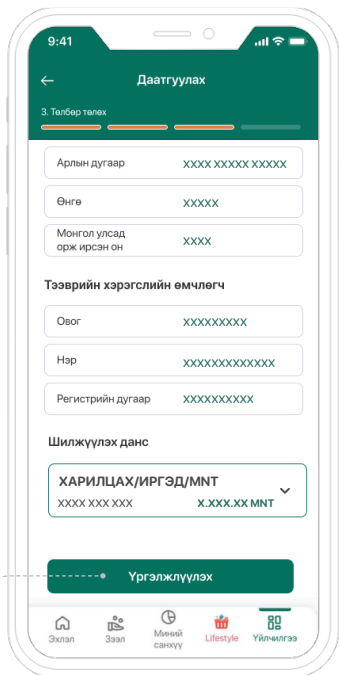 9:41
Даатгуулах
3. Төлбөр төлөх
Арлын дугаар XXXX XXXXX XXXXX
Өнгө XXXXX
Монгол улсад
орж ирсэн он XXXX
Тээврийн хэрэгслийн өмчлөгч
Овог XXXXXXXXX
Нэр XXXXXXXXXXXXX
Регистрийн дугаар XXXXXXXXXX
Шилжүүлэх данс
ХАРИЛЦАХ/ИРГЭД/MNT
XXXX XXX XXX X.XXX.XX MNT
Үргэлжлүүлэх
Эхлэл Зээл Миний санхүү Lifestyle Үйлчилгээ